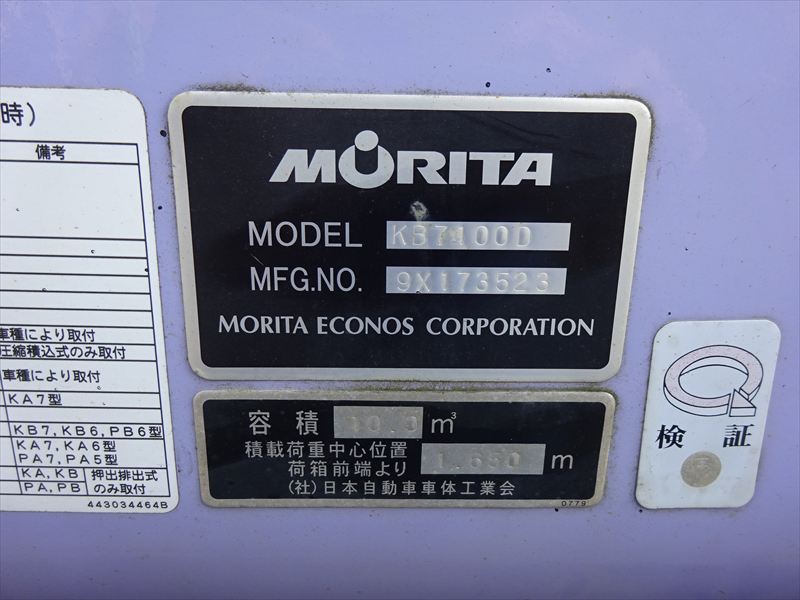 時)
備考
車種により取付
圧縮積込式のみ取付
車種により取付
KA7型
KB7, KB6, PB6型
KA7, KA6型
PA7, PA5型
KA, KB 押出排出式
PA, PB のみ取付
443034464B
MORITA
MODEL KB7100D
MFG.NO. 9X173523
MORITA ECONOS CORPORATION
容積 10.0 m³
積載荷重中心位置
荷箱前端より 1.650 m
(社)日本自動車車体工業会
0779
検 証